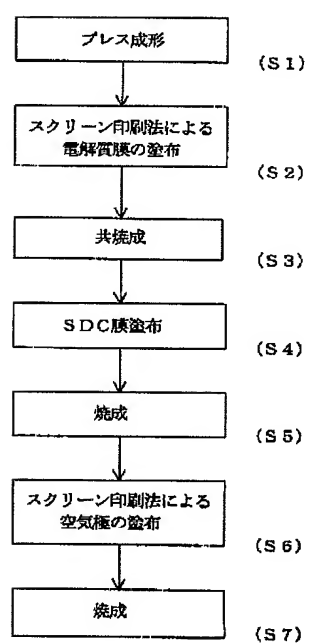 プレス成形
(S1)
スクリーン印刷法による
電解質膜の塗布
(S2)
共焼成
(S3)
SDC膜塗布
(S4)
焼成
(S5)
スクリーン印刷法による
空気極の塗布
(S6)
焼成
(S7)